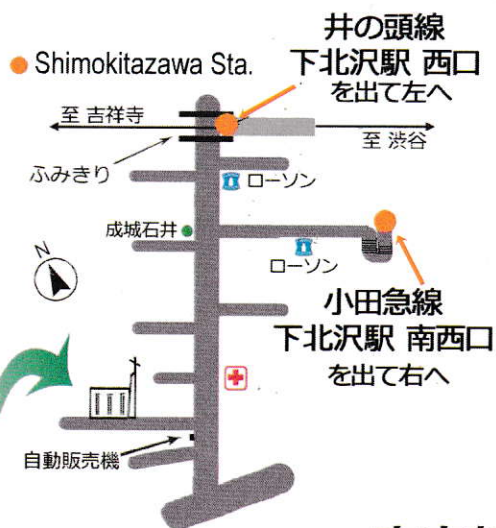 井の頭線
下北沢駅 西口
を出て左へ
Shimokitazawa Sta.
至 吉祥寺
至 渋谷
ふみきり
ローソン
成城石井
ローソン
N
小田急線
下北沢駅 南西口
を出て右へ
自動販売機